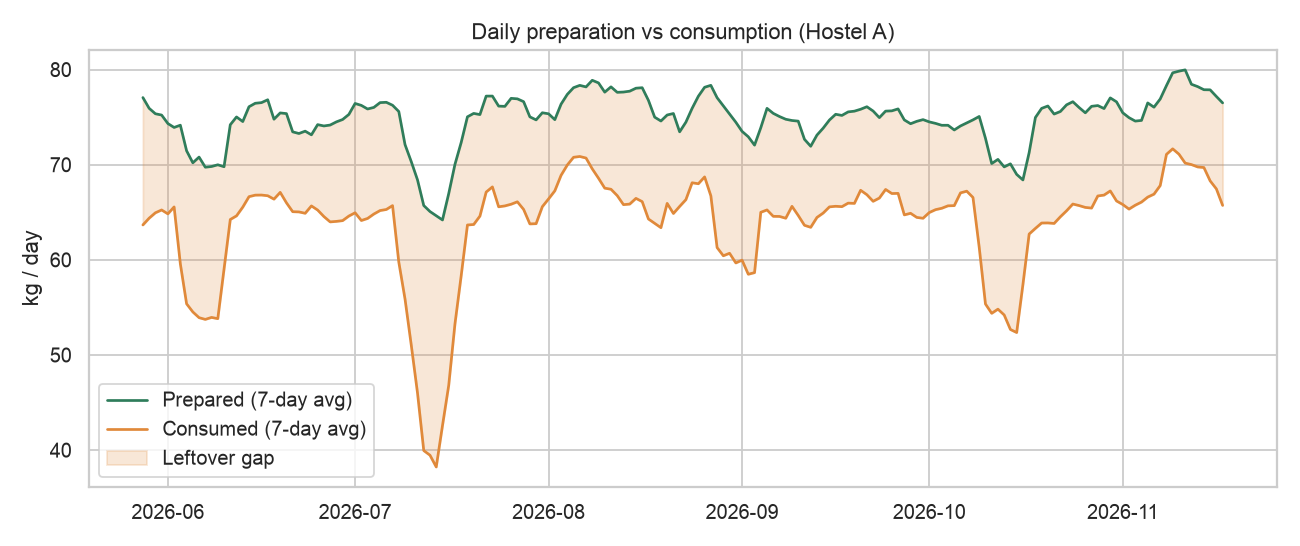 Daily preparation vs consumption (Hostel A)
kg / day
80
70
60
50
40
Prepared (7-day avg)
Consumed (7-day avg)
Leftover gap
2026-06
2026-07
2026-08
2026-09
2026-10
2026-11